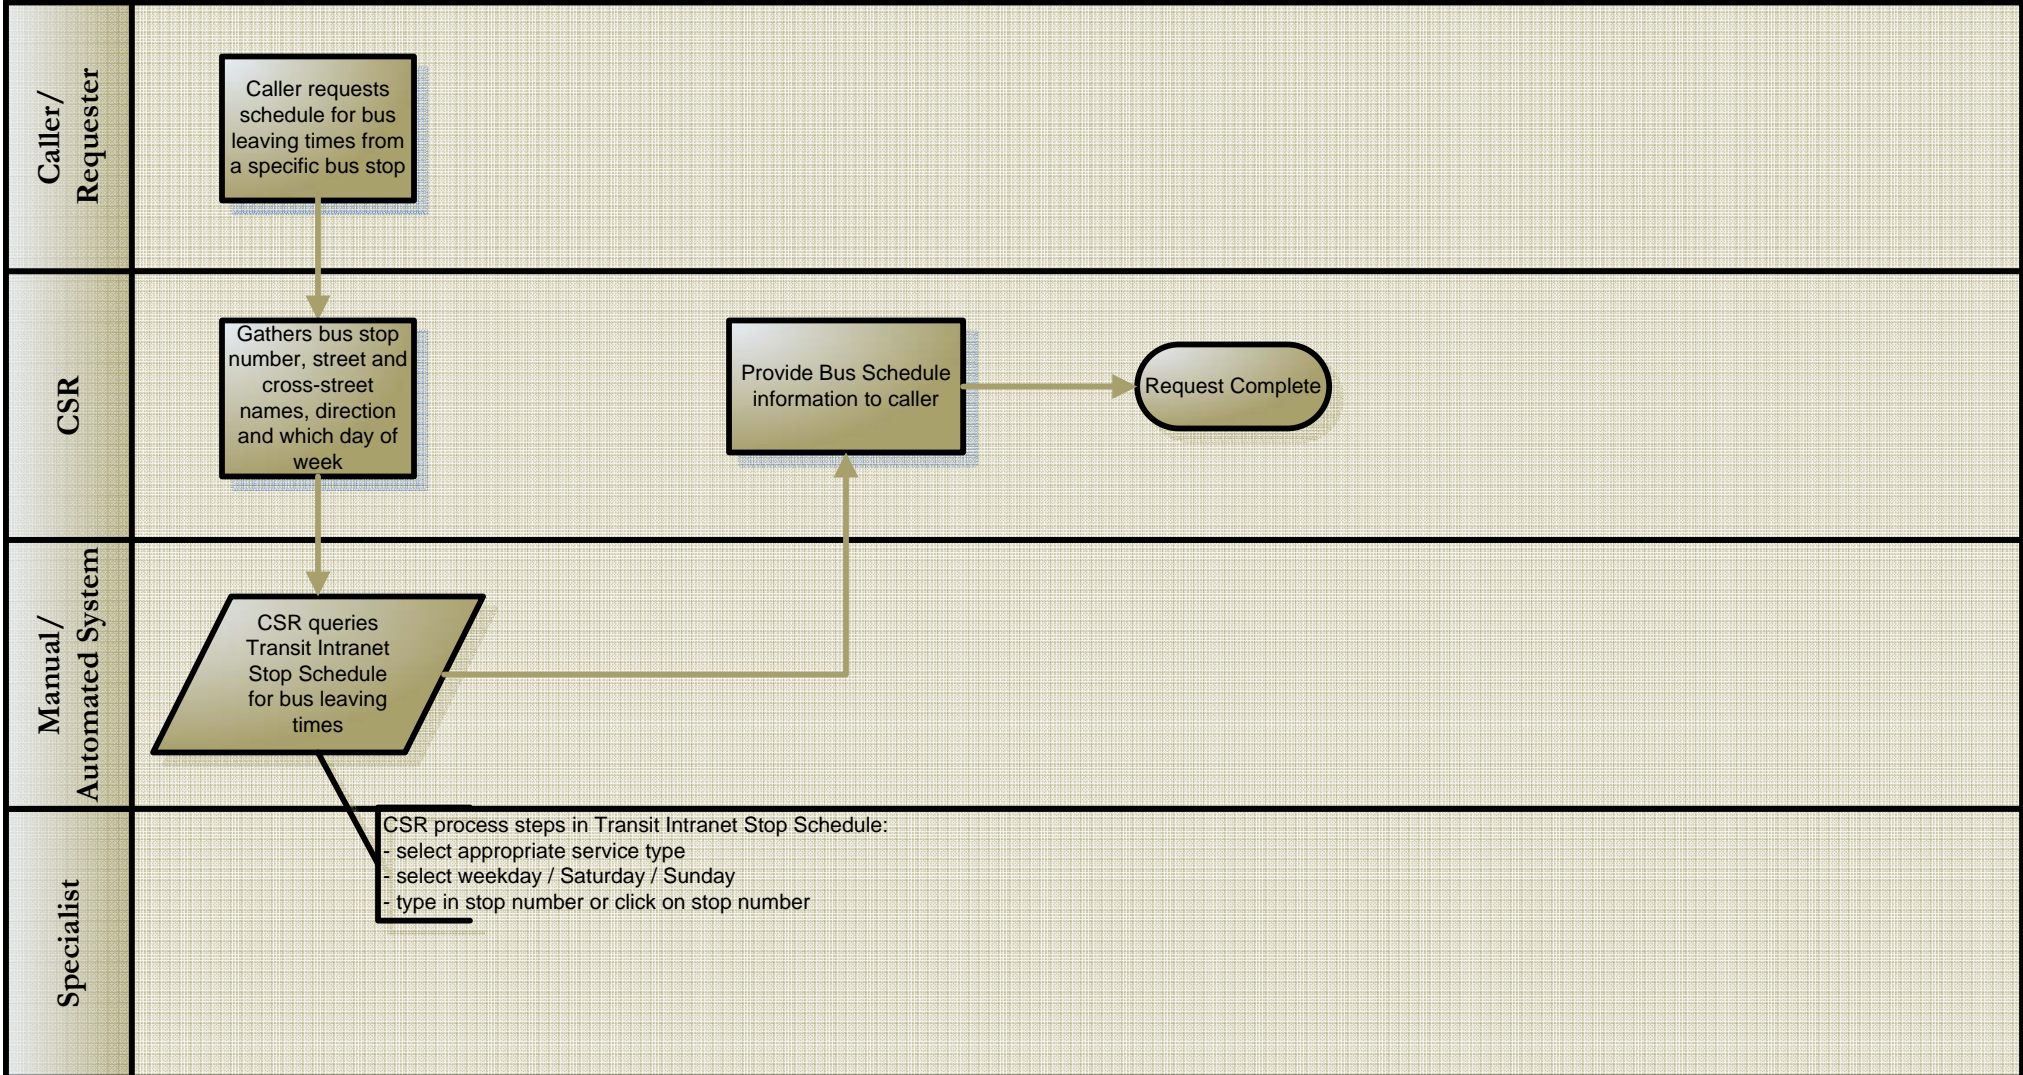 Caller/
Requester
Caller requests
schedule for bus
leaving times from
a specific bus stop
CSR
Gathers bus stop
number, street and
cross-street
names, direction
and which day of
week
Provide Bus Schedule
information to caller
Request Complete
Manual/
Automated System
CSR queries
Transit Intranet
Stop Schedule
for bus leaving
times
Specialist
CSR process steps in Transit Intranet Stop Schedule:
- select appropriate service type
- select weekday / Saturday / Sunday
- type in stop number or click on stop number